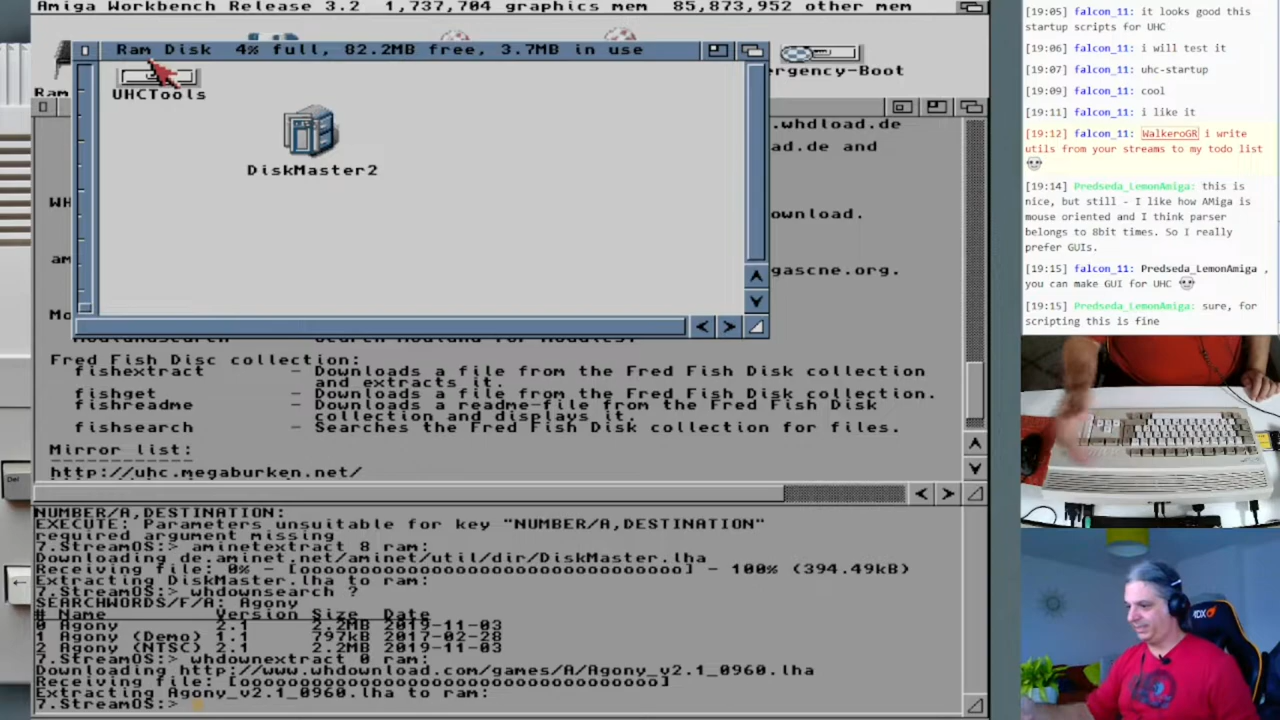 Amiga Workbench Release 3.2 1,737,704 graphics mem 85,873,952 other mem
Ram Disk 4% full, 82.2MB free, 3.7MB in use
UHCTools
DiskMaster2
Ram
ergency-Boot
.whdload.de
ad.de and
WH
ownload.
am
gascne.org.
Mo
Fred Fish Disc collection:
fishextract - Downloads a file from the Fred Fish Disk collection
and extracts it.
fishget - Downloads a file from the Fred Fish Disk collection.
fishreadme - Downloads a readme-file from the Fred Fish Disk
collection and displays it.
fishsearch - Searches the Fred Fish Disk collection for files.
Mirror list:
http://uhc.megaburken.net/
NUMBER/A,DESTINATION:
EXECUTE: Parameters unsuitable for key "NUMBER/A,DESTINATION"
required argument missing
7.StreamOS:> aminetextract 8 ram:
Downloading de.aminet.net/aminet/util/dir/DiskMaster.lha
Receiving file: 0% - [oooooooooooooooooooooooooooooooooo] - 100% (394.49kB)
Extracting DiskMaster.lha to ram:
7.StreamOS:> whdownsearch ?
SEARCHWORDS/F/A: Agony
# Name Version Size Date
0 Agony 2.1 2.2MB 2019-11-03
1 Agony (Demo) 1.1 797kB 2017-02-28
2 Agony (NTSC) 2.1 2.2MB 2019-11-03
7.StreamOS:> whdownextract 0 ram:
Downloading http://www.whdownload.com/games/A/Agony_v2.1_0960.lha
Receiving file: [oooooooooooooooooooooooooooooooooooo]
Extracting Agony_v2.1_0960.lha to ram:
7.StreamOS:>
Del
[19:05] falcon_11: it looks good this
startup scripts for UHC
[19:06] falcon_11: i will test it
[19:07] falcon_11: uhc-startup
[19:09] falcon_11: cool
[19:11] falcon_11: i like it
[19:12] falcon_11: WalkeroGR i write
utils from your streams to my todo list
[19:14] Predseda_LemonAmiga: this is
nice, but still - I like how AMiga is
mouse oriented and I think parser
belongs to 8bit times. So I really
prefer GUIs.
[19:15] falcon_11: Predseda_LemonAmiga ,
you can make GUI for UHC
[19:15] Predseda_LemonAmiga: sure, for
scripting this is fine